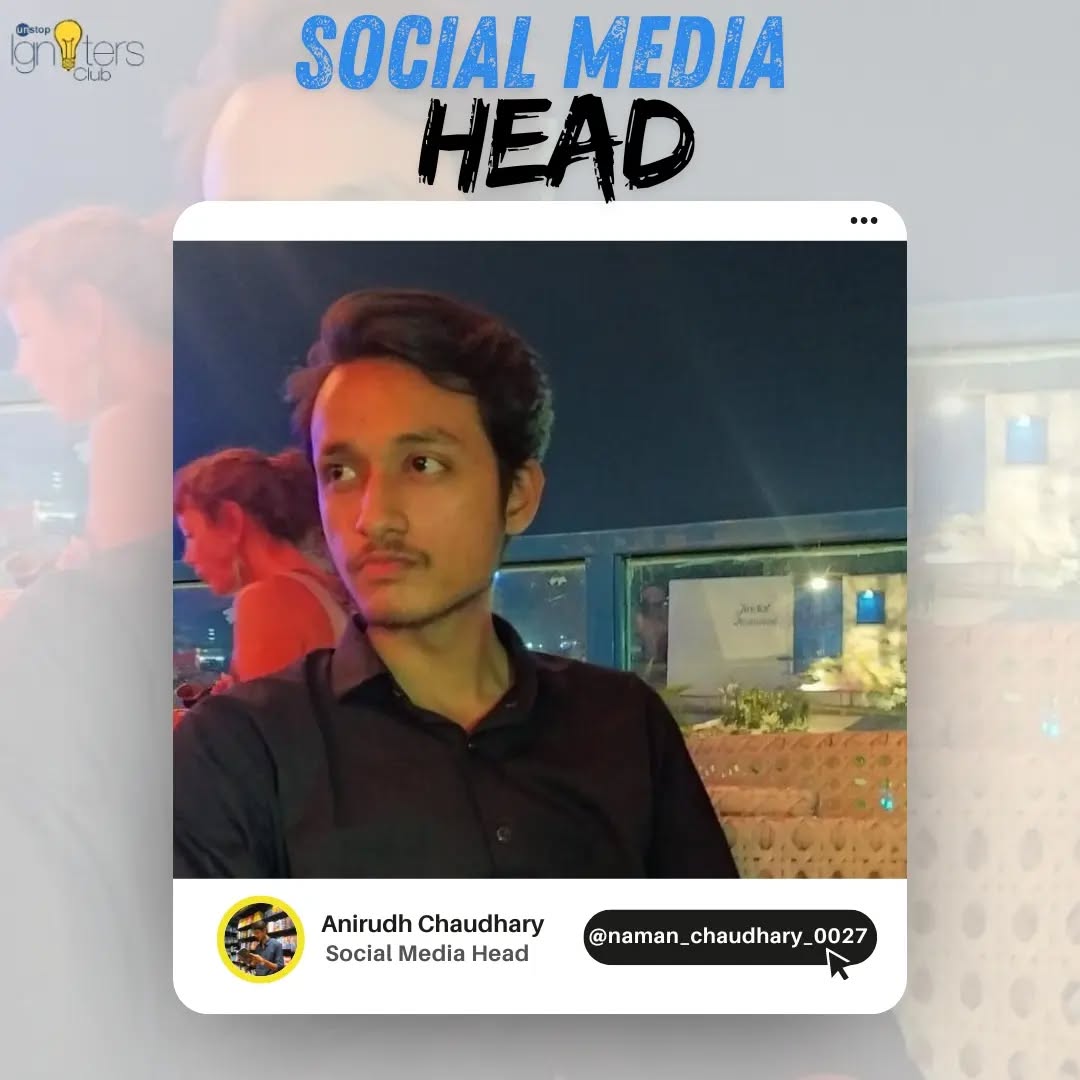 unstop
Igniters
Club
SOCIAL MEDIA
HEAD
Anirudh Chaudhary
Social Media Head
@naman_chaudhary_0027